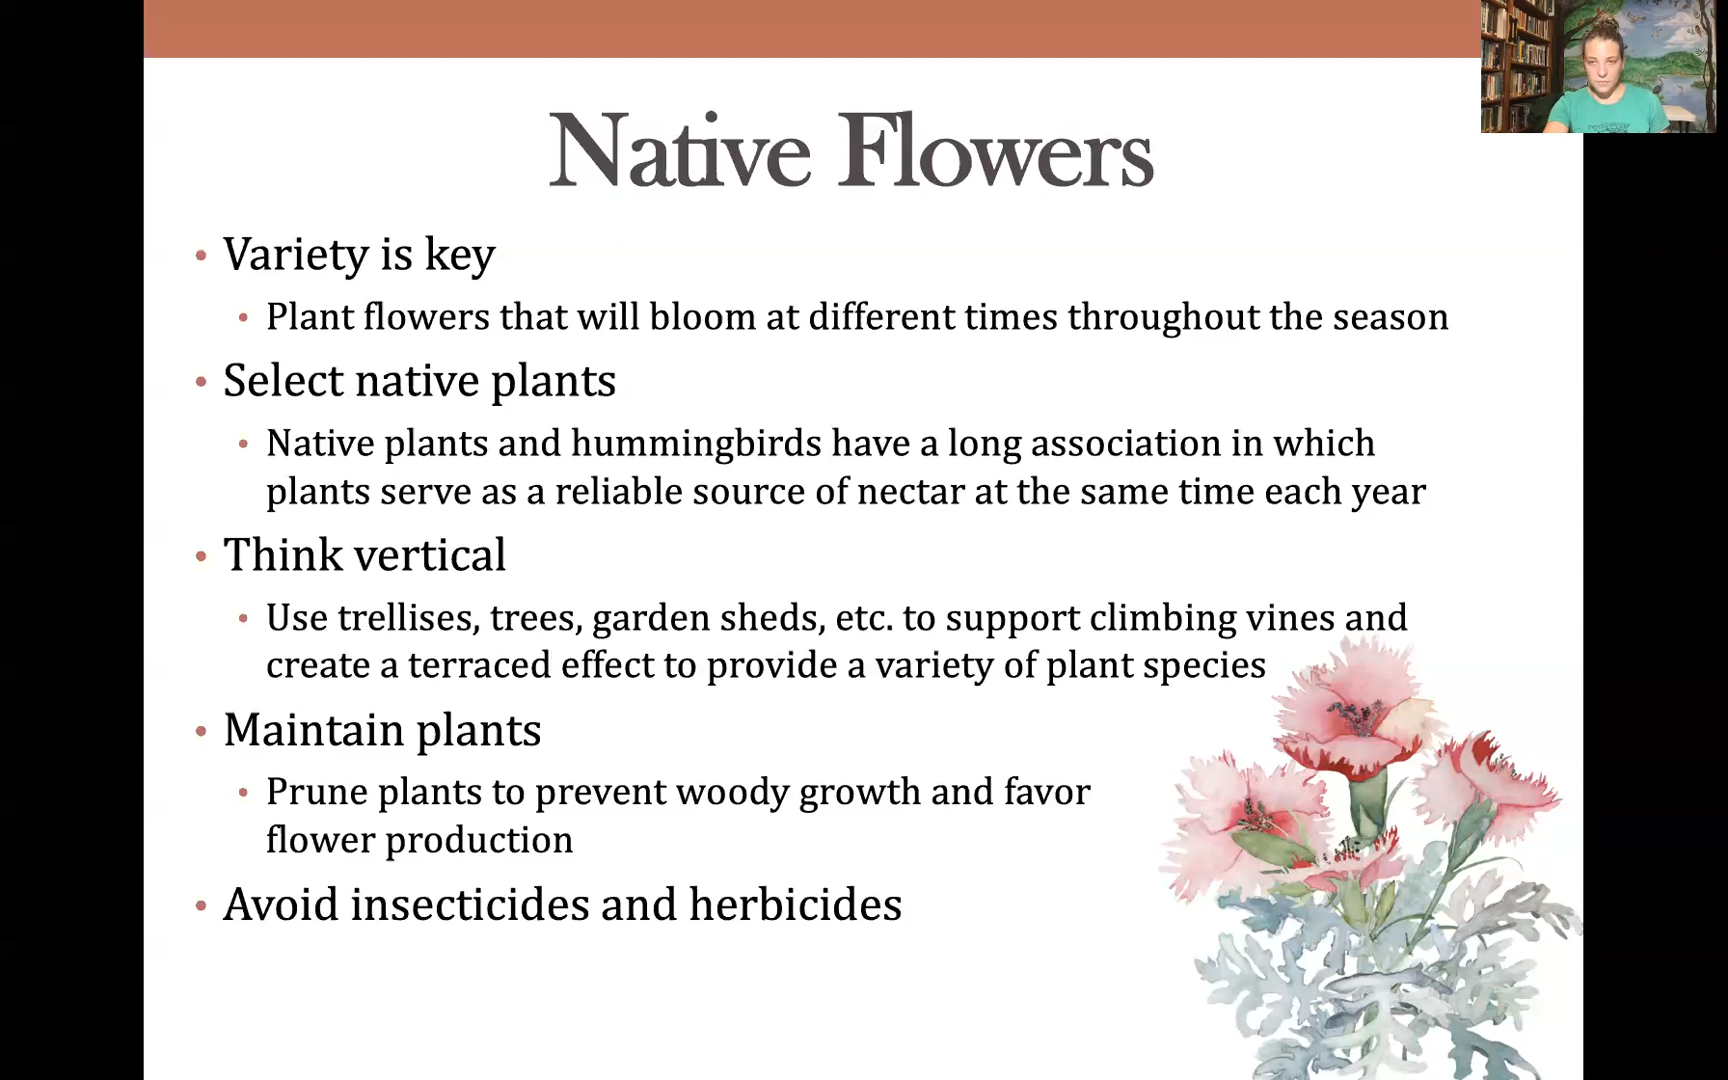 Native Flowers
• Variety is key
• Plant flowers that will bloom at different times throughout the season
• Select native plants
• Native plants and hummingbirds have a long association in which
plants serve as a reliable source of nectar at the same time each year
• Think vertical
• Use trellises, trees, garden sheds, etc. to support climbing vines and
create a terraced effect to provide a variety of plant species
• Maintain plants
• Prune plants to prevent woody growth and favor
flower production
• Avoid insecticides and herbicides